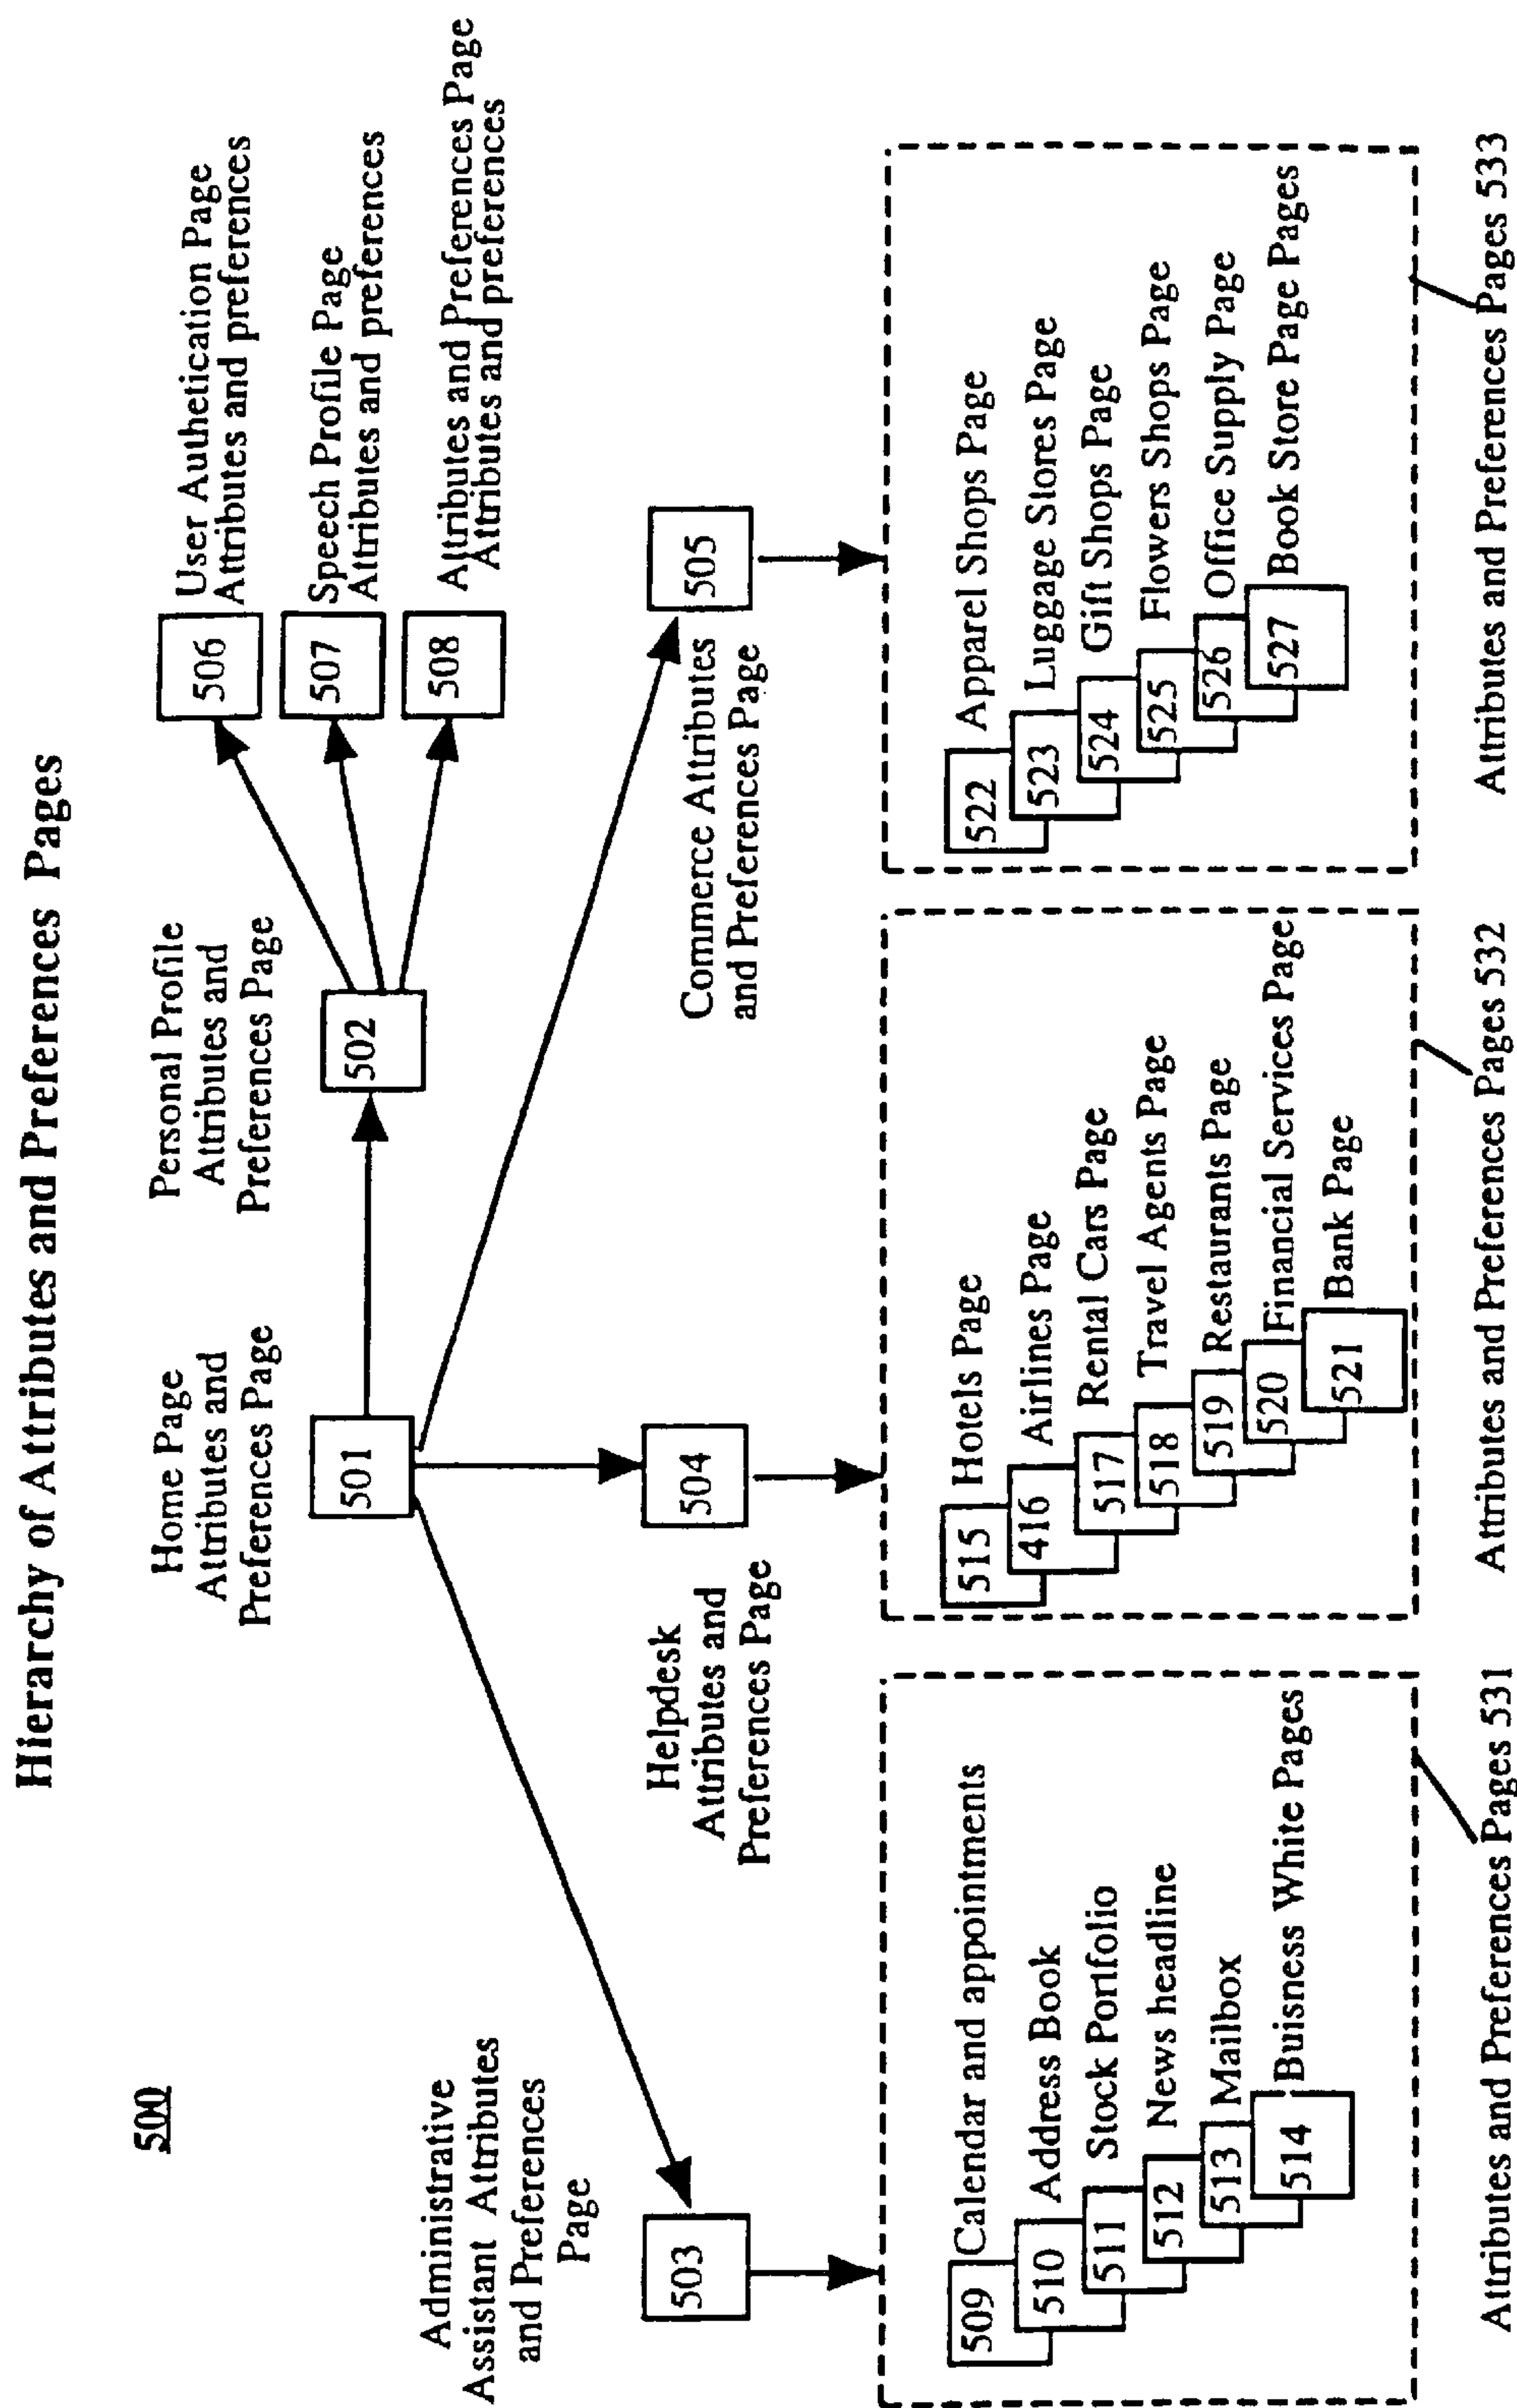 Hierarchy of Attributes and Preferences Pages
500
Home Page
Attributes and
Preferences Page
501
Personal Profile
Attributes and
Preferences Page
502
506
User Authetication Page
Attributes and preferences
507
Speech Profile Page
Attributes and preferences
508
Attributes and Preferences Page
Attributes and preferences
Administrative
Assistant Attributes
and Preferences
Page
503
Helpdesk
Attributes and
Preferences Page
504
Commerce Attributes
and Preferences Page
505
509 Calendar and appointments
510 Address Book
511 Stock Portfolio
512 News headline
513 Mailbox
514 Buisness White Pages
Attributes and Preferences Pages 531
515 Hotels Page
416 Airlines Page
517 Rental Cars Page
518 Travel Agents Page
519 Restaurants Page
520 Financial Services Page
521 Bank Page
Attributes and Preferences Pages 532
522 Apparel Shops Page
523 Luggage Stores Page
524 Gift Shops Page
525 Flowers Shops Page
526 Office Supply Page
527 Book Store Page Pages
Attributes and Preferences Pages 533